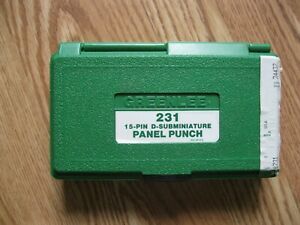 GREENLEE
231
15-PIN D-SUBMINIATURE
PANEL PUNCH